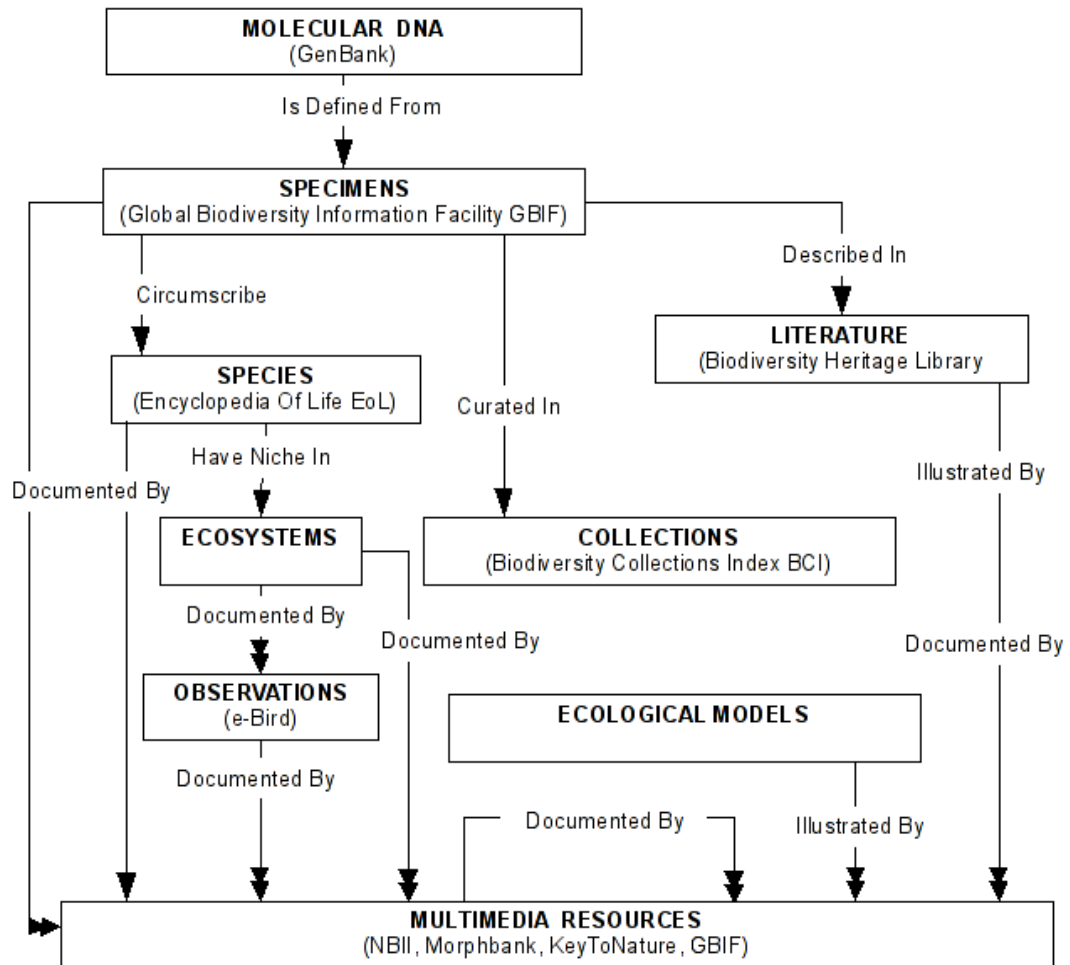 MOLECULAR DNA
(GenBank)
Is Defined From
SPECIMENS
(Global Biodiversity Information Facility GBIF)
Described In
Circumscribe
LITERATURE
(Biodiversity Heritage Library
SPECIES
(Encyclopedia Of Life EoL)
Curated In
Have Niche In
Illustrated By
Documented By
ECOSYSTEMS
COLLECTIONS
(Biodiversity Collections Index BCI)
Documented By
Documented By
Documented By
OBSERVATIONS
(e-Bird)
ECOLOGICAL MODELS
Documented By
Documented By
Illustrated By
MULTIMEDIA RESOURCES
(NBII, Morphbank, KeyToNature, GBIF)